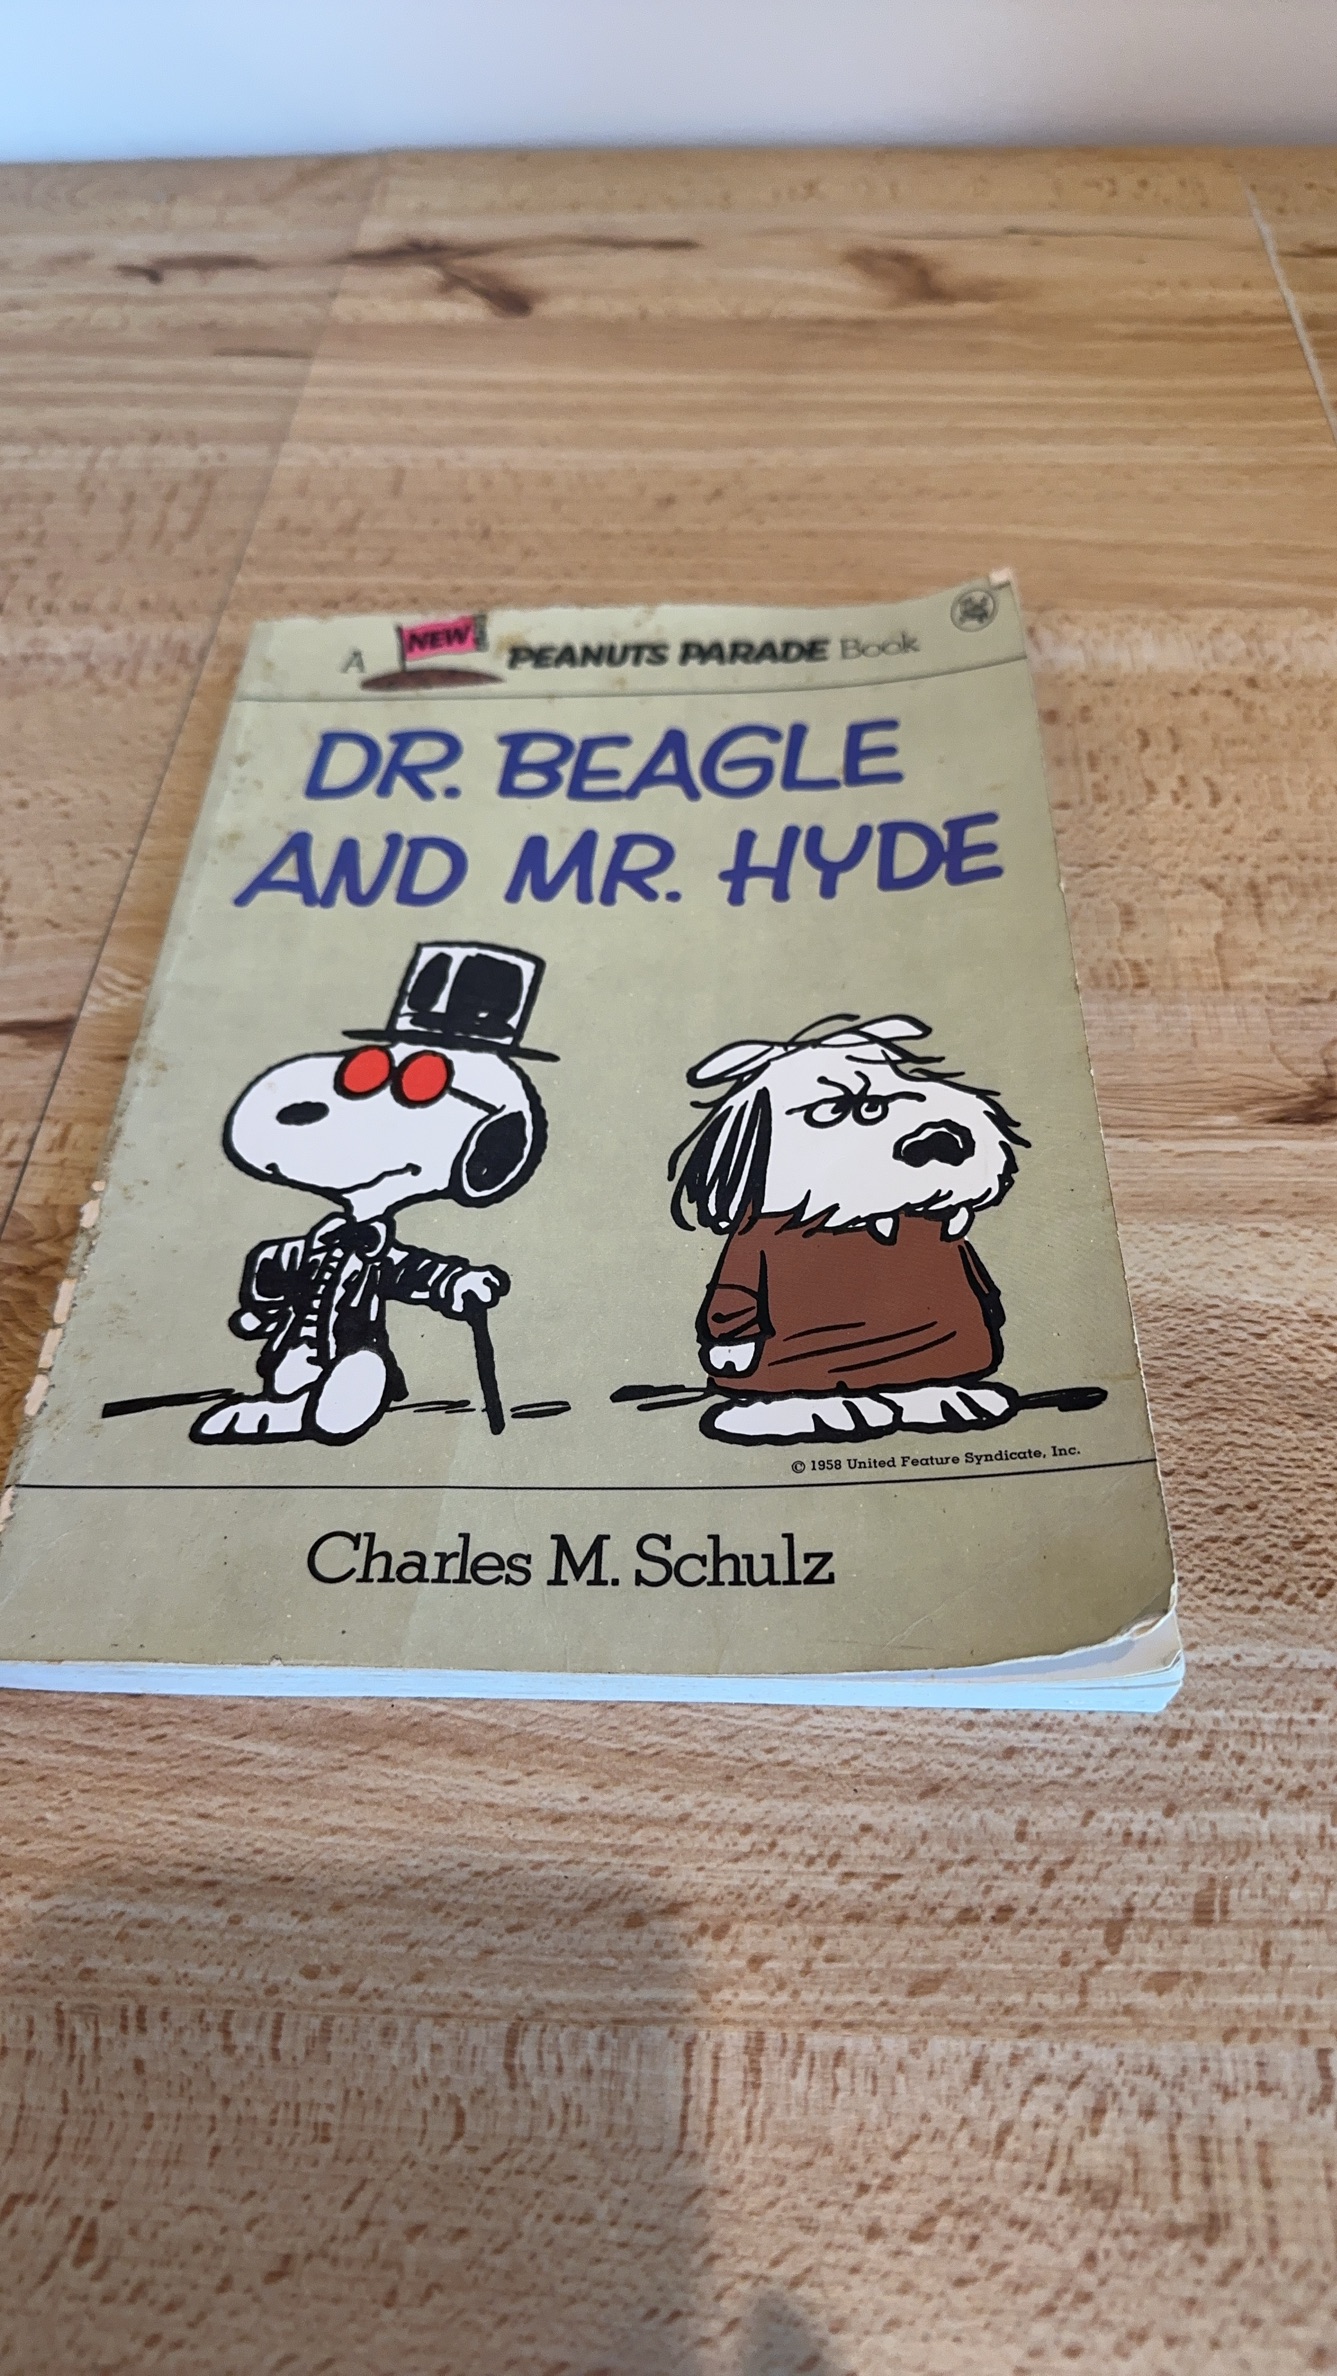 A NEW PEANUTS PARADE Book
DR. BEAGLE
AND MR. HYDE
© 1958 United Feature Syndicate, Inc.
Charles M. Schulz